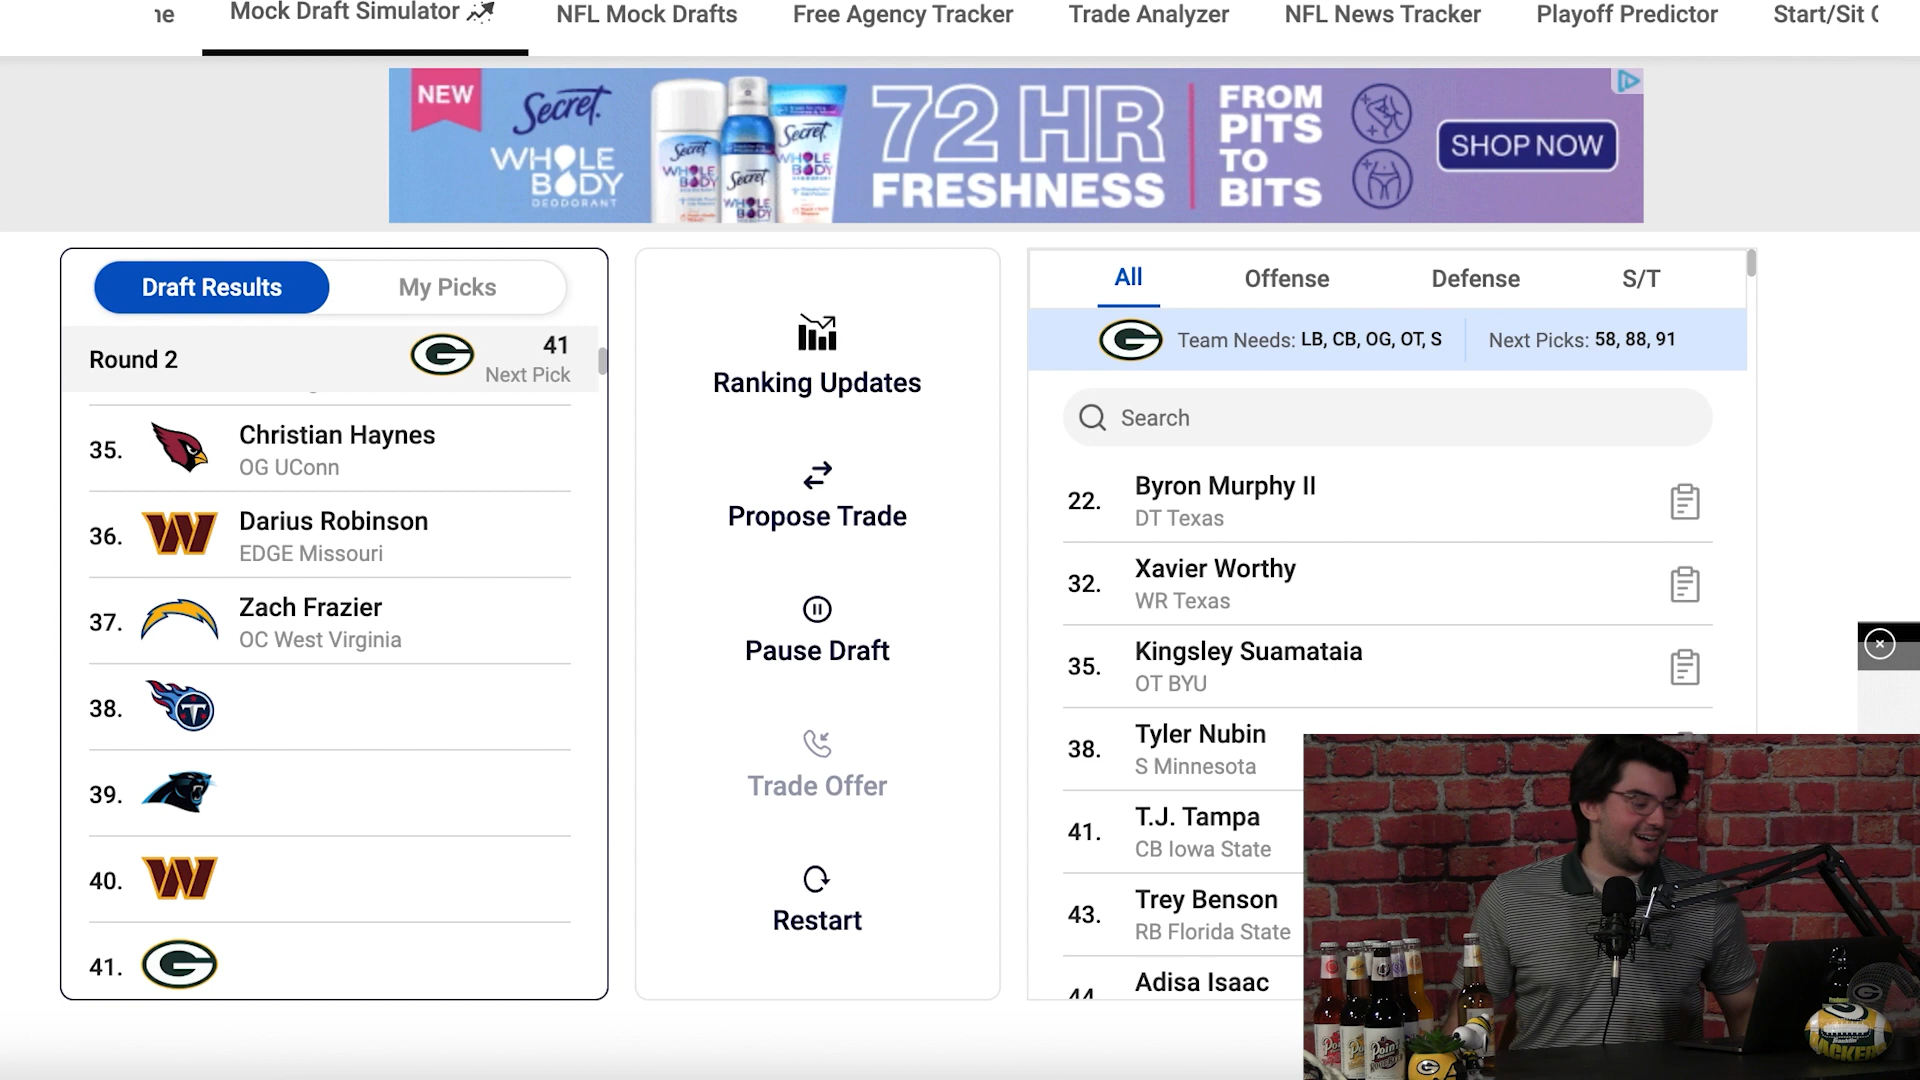 Mock Draft Simulator
NFL Mock Drafts
Free Agency Tracker
Trade Analyzer
NFL News Tracker
Playoff Predictor
Start/Sit
NEW
Secret
WHOLE
BODY
DEODORANT
72 HR
FRESHNESS
FROM
PITS
TO
BITS
SHOP NOW
Draft Results
My Picks
Round 2
G
41
Next Pick
35.
Christian Haynes
OG UConn
36.
Darius Robinson
EDGE Missouri
37.
Zach Frazier
OC West Virginia
38.
39.
40.
41.
G
Ranking Updates
Propose Trade
Pause Draft
Trade Offer
Restart
All
Offense
Defense
S/T
G
Team Needs: LB, CB, OG, OT, S
Next Picks: 58, 88, 91
Search
22.
Byron Murphy II
DT Texas
32.
Xavier Worthy
WR Texas
35.
Kingsley Suamataia
OT BYU
38.
Tyler Nubin
S Minnesota
41.
T.J. Tampa
CB Iowa State
43.
Trey Benson
RB Florida State
44
Adisa Isaac
Point